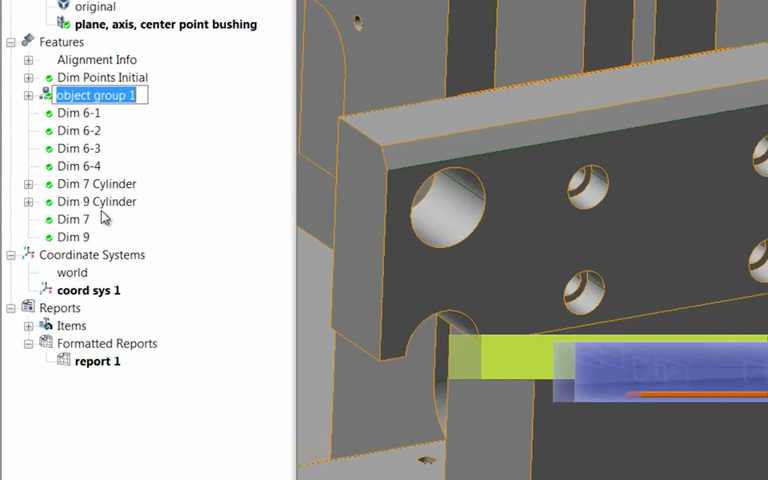 original
plane, axis, center point bushing
Features
Alignment Info
Dim Points Initial
object group 1
Dim 6-1
Dim 6-2
Dim 6-3
Dim 6-4
Dim 7 Cylinder
Dim 9 Cylinder
Dim 7
Dim 9
Coordinate Systems
world
coord sys 1
Reports
Items
Formatted Reports
report 1